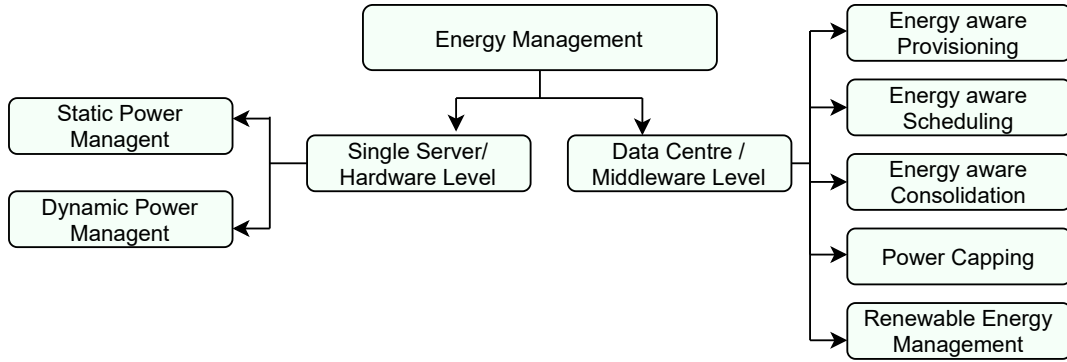 Energy Management
Single Server/
Hardware Level
Data Centre /
Middleware Level
Static Power
Managent
Dynamic Power
Managent
Energy aware
Provisioning
Energy aware
Scheduling
Energy aware
Consolidation
Power Capping
Renewable Energy
Management